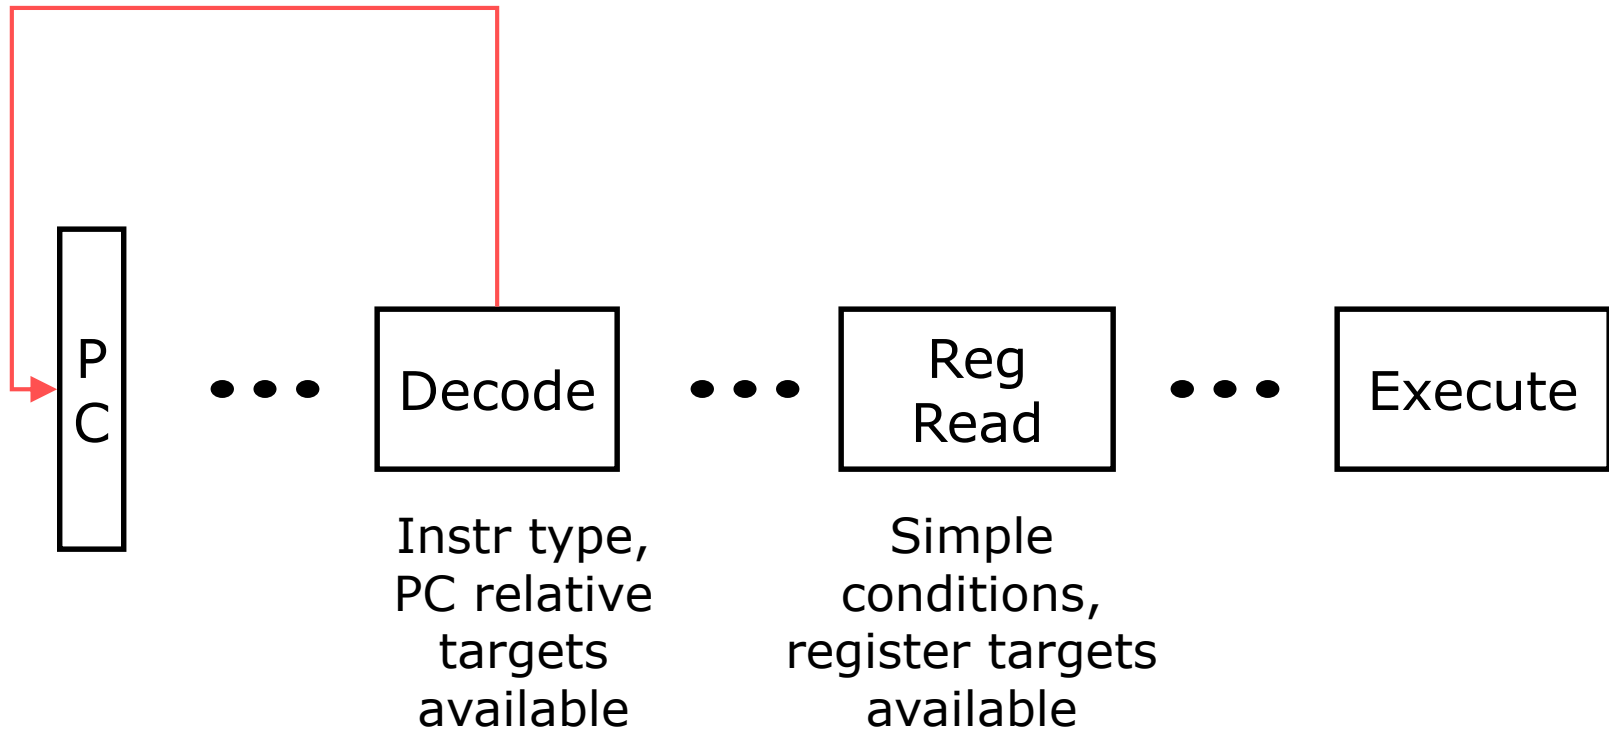 P
C
Decode
Reg
Read
Execute
Instr type,
PC relative
targets
available
Simple
conditions,
register targets
available